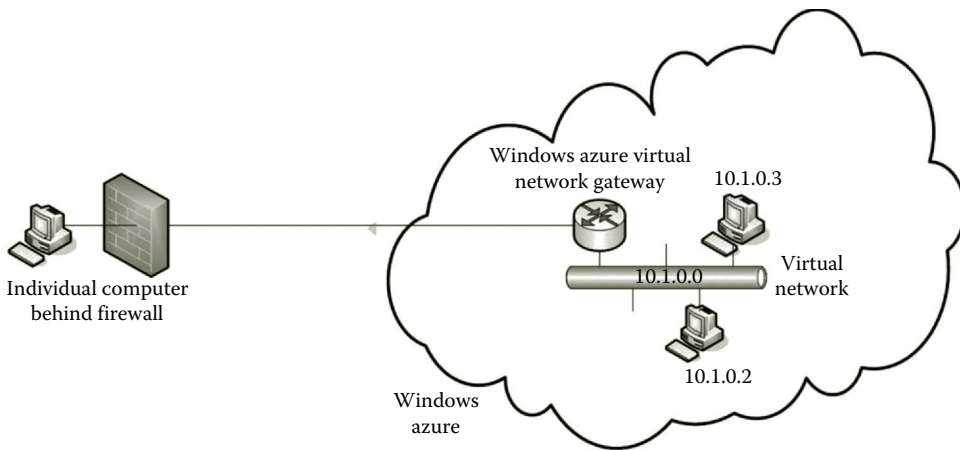 Windows azure virtual
network gateway
10.1.0.3
Individual computer
behind firewall
10.1.0.0
Virtual
network
10.1.0.2
Windows
azure